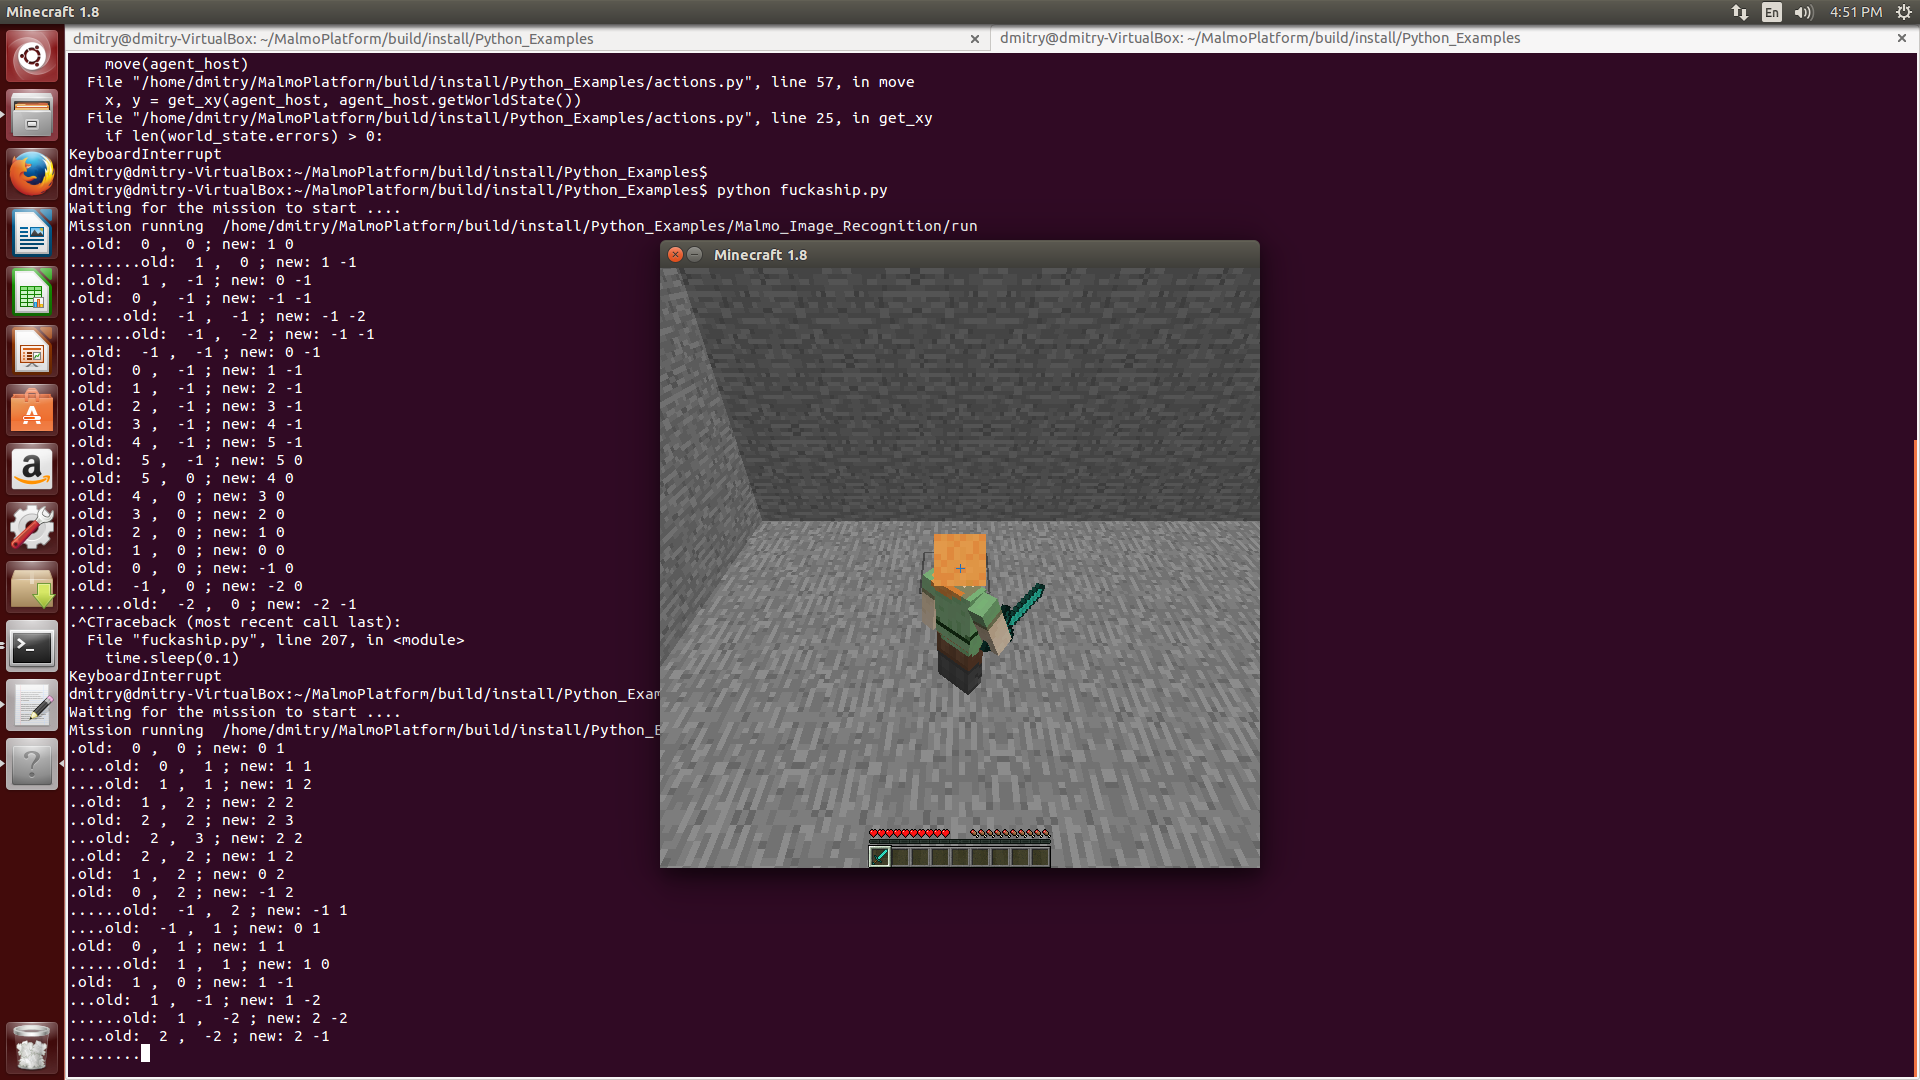 Minecraft 1.8
En
4:51 PM
dmitry@dmitry-VirtualBox: ~/MalmoPlatform/build/install/Python_Examples
dmitry@dmitry-VirtualBox: ~/MalmoPlatform/build/install/Python_Examples
move(agent_host)
File "/home/dmitry/MalmoPlatform/build/install/Python_Examples/actions.py", line 57, in move
x, y = get_xy(agent_host, agent_host.getWorldState())
File "/home/dmitry/MalmoPlatform/build/install/Python_Examples/actions.py", line 25, in get_xy
if len(world_state.errors) > 0:
KeyboardInterrupt
dmitry@dmitry-VirtualBox:~/MalmoPlatform/build/install/Python_Examples$
dmitry@dmitry-VirtualBox:~/MalmoPlatform/build/install/Python_Examples$ python fuckaship.py
Waiting for the mission to start ....
Mission running  /home/dmitry/MalmoPlatform/build/install/Python_Examples/Malmo_Image_Recognition/run
..old:  0 ,  0 ; new: 1 0
........old:  1 ,  0 ; new: 1 -1
..old:  1 ,  -1 ; new: 0 -1
.old:  0 ,  -1 ; new: -1 -1
......old:  -1 ,  -1 ; new: -1 -2
.......old:  -1 ,  -2 ; new: -1 -1
..old:  -1 ,  -1 ; new: 0 -1
.old:  0 ,  -1 ; new: 1 -1
.old:  1 ,  -1 ; new: 2 -1
.old:  2 ,  -1 ; new: 3 -1
.old:  3 ,  -1 ; new: 4 -1
.old:  4 ,  -1 ; new: 5 -1
..old:  5 ,  -1 ; new: 5 0
..old:  5 ,  0 ; new: 4 0
.old:  4 ,  0 ; new: 3 0
.old:  3 ,  0 ; new: 2 0
.old:  2 ,  0 ; new: 1 0
.old:  1 ,  0 ; new: 0 0
.old:  0 ,  0 ; new: -1 0
.old:  -1 ,  0 ; new: -2 0
......old:  -2 ,  0 ; new: -2 -1
.^CTraceback (most recent call last):
File "fuckaship.py", line 207, in <module>
time.sleep(0.1)
KeyboardInterrupt
dmitry@dmitry-VirtualBox:~/MalmoPlatform/build/install/Python_Exam
Waiting for the mission to start ....
Mission running  /home/dmitry/MalmoPlatform/build/install/Python_E
.old:  0 ,  0 ; new: 0 1
....old:  0 ,  1 ; new: 1 1
....old:  1 ,  1 ; new: 1 2
..old:  1 ,  2 ; new: 2 2
..old:  2 ,  2 ; new: 2 3
...old:  2 ,  3 ; new: 2 2
..old:  2 ,  2 ; new: 1 2
.old:  1 ,  2 ; new: 0 2
.old:  0 ,  2 ; new: -1 2
......old:  -1 ,  2 ; new: -1 1
....old:  -1 ,  1 ; new: 0 1
.old:  0 ,  1 ; new: 1 1
......old:  1 ,  1 ; new: 1 0
.old:  1 ,  0 ; new: 1 -1
...old:  1 ,  -1 ; new: 1 -2
......old:  1 ,  -2 ; new: 2 -2
....old:  2 ,  -2 ; new: 2 -1
........
Minecraft 1.8